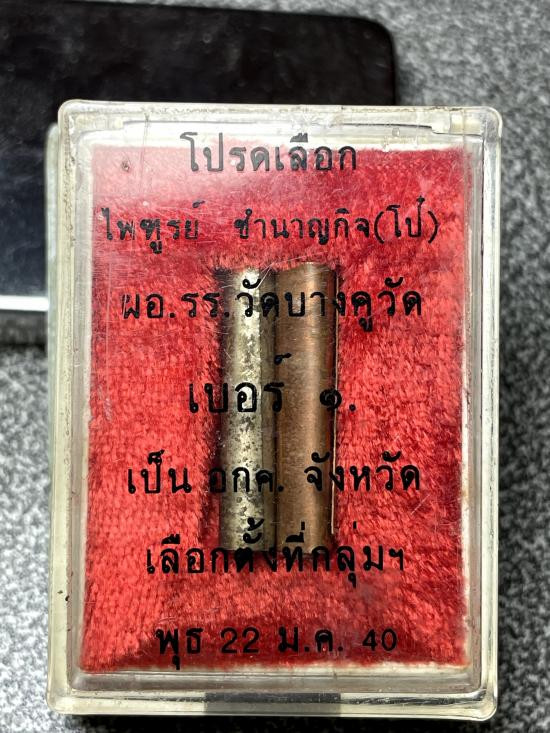 โปรดเลือก
ไพฑูรย์ ชำนาญกิจ(โป๋)
ผอ.รร.วัดบางคูวัด
เบอร์ ๑.
เป็น อกค. จังหวัด
เลือกตั้งที่กลุ่มฯ
พุธ 22 ม.ค. 40